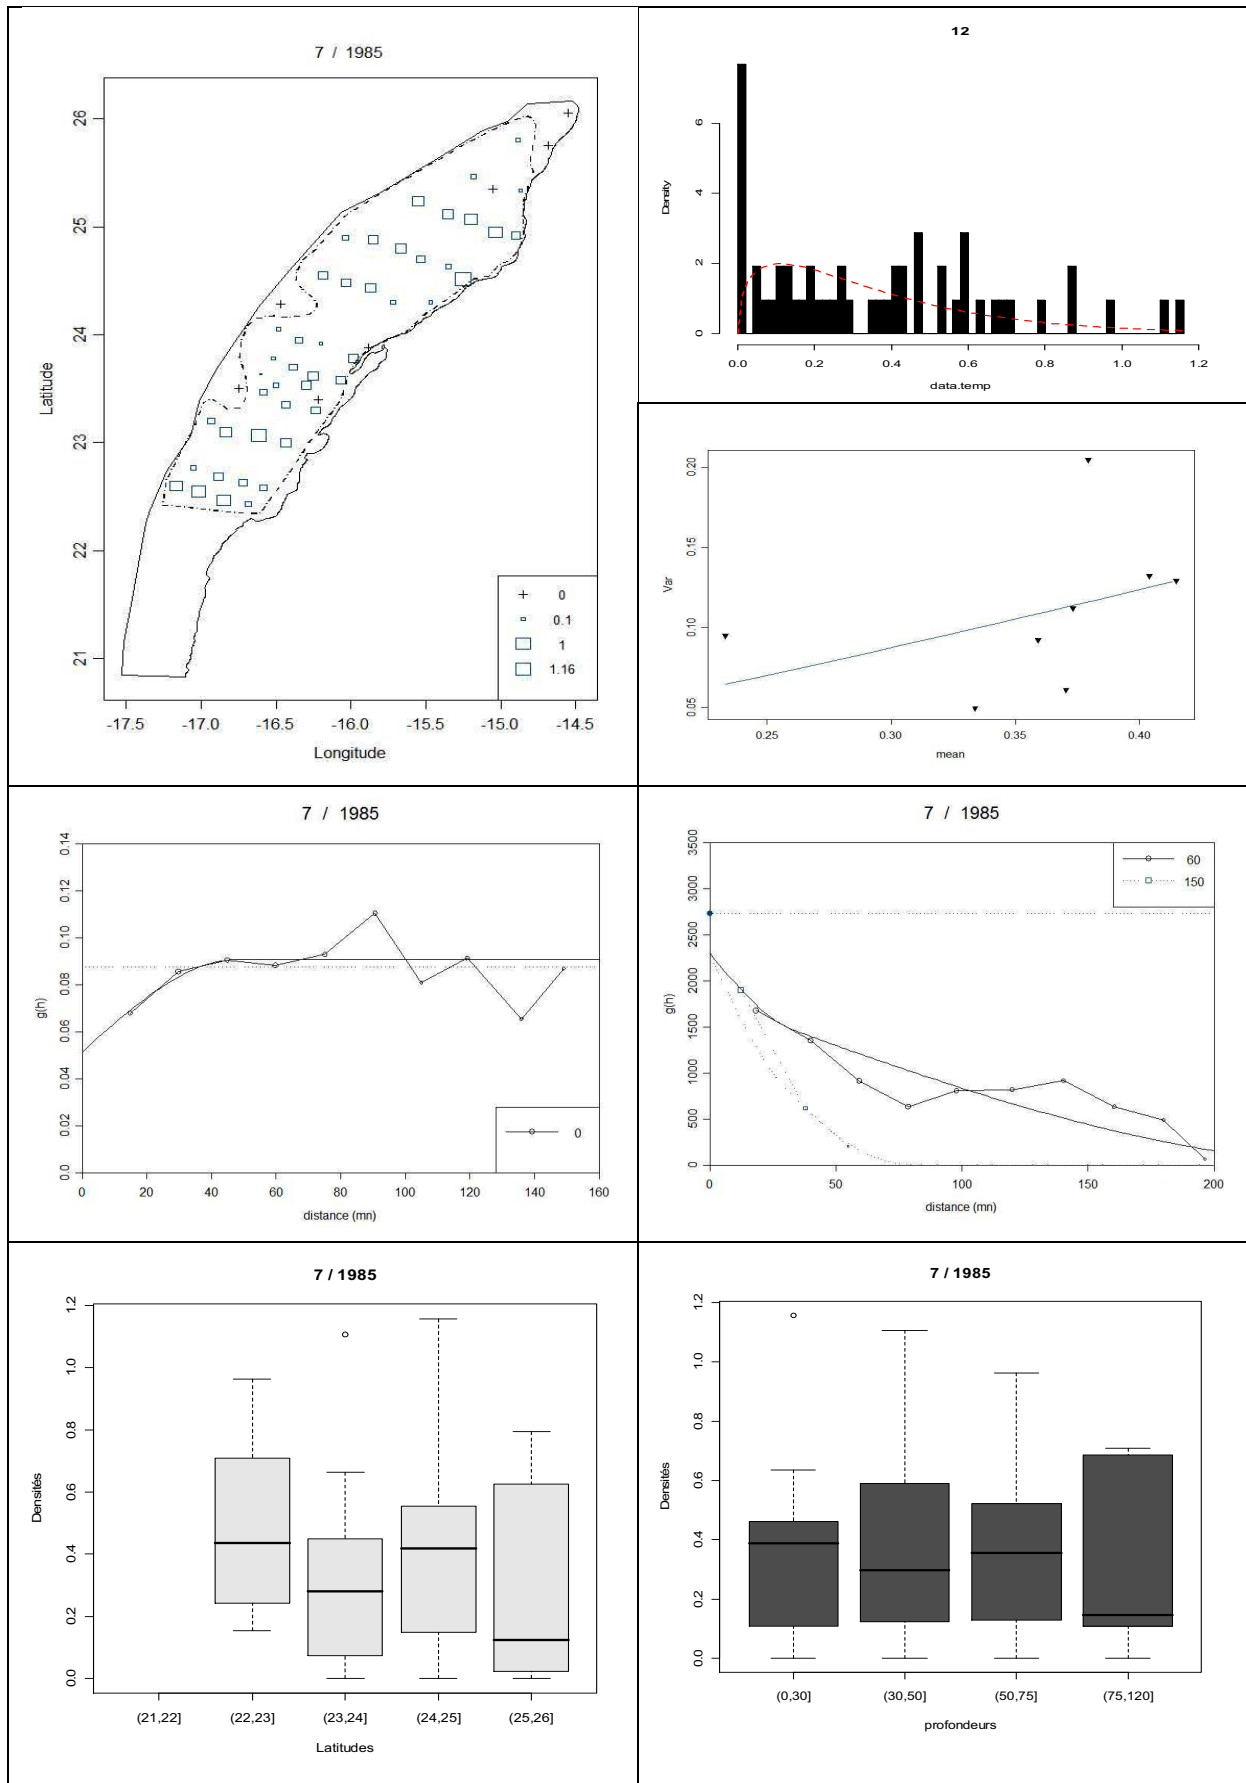 7 / 1985
Latitude
26
25
24
23
22
21
0
0.1
1
1.16
-17.5 -17.0 -16.5 -16.0 -15.5 -15.0 -14.5
Longitude
12
Density
6
4
2
0
0.0 0.2 0.4 0.6 0.8 1.0 1.2
data.temp
Var
0.20
0.15
0.10
0.05
0.25 0.30 0.35 0.40
mean
7 / 1985
g(h)
0.14
0.12
0.10
0.08
0.06
0.04
0.02
0.0
0
0 20 40 60 80 100 120 140 160
distance (mn)
7 / 1985
g(h)
3500
3000
2500
2000
1500
1000
500
0
60
150
0 50 100 150 200
distance (mn)
7 / 1985
Densités
1.2
1.0
0.8
0.6
0.4
0.2
0.0
(21,22] (22,23] (23,24] (24,25] (25,26]
Latitudes
7 / 1985
Densités
1.2
1.0
0.8
0.6
0.4
0.2
0.0
(0,30] (30,50] (50,75] (75,120]
profondeurs